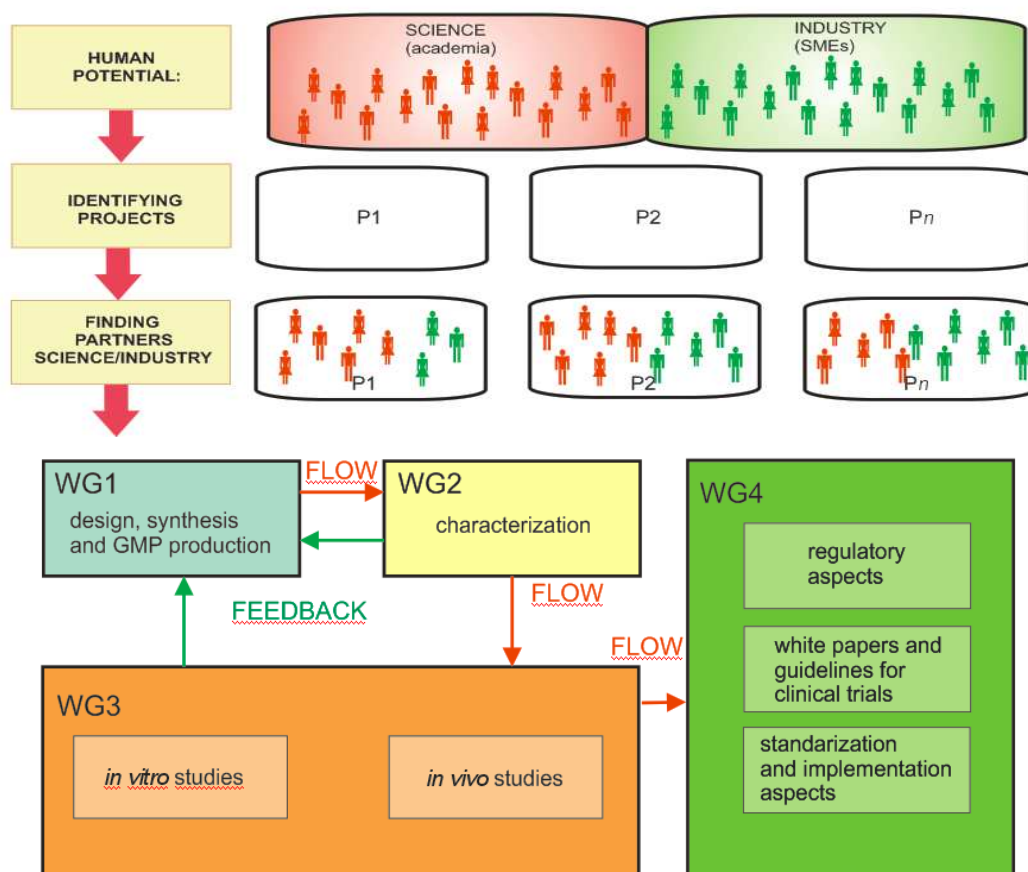 HUMAN
POTENTIAL:
SCIENCE
(academia)
INDUSTRY
(SMEs)
IDENTIFYING
PROJECTS
P1
P2
Pn
FINDING
PARTNERS
SCIENCE/INDUSTRY
P1
P2
Pn
WG1
design, synthesis
and GMP production
FLOW
WG2
characterization
FEEDBACK
FLOW
FLOW
WG3
in vitro studies
in vivo studies
WG4
regulatory
aspects
white papers and
guidelines for
clinical trials
standarization
and implementation
aspects